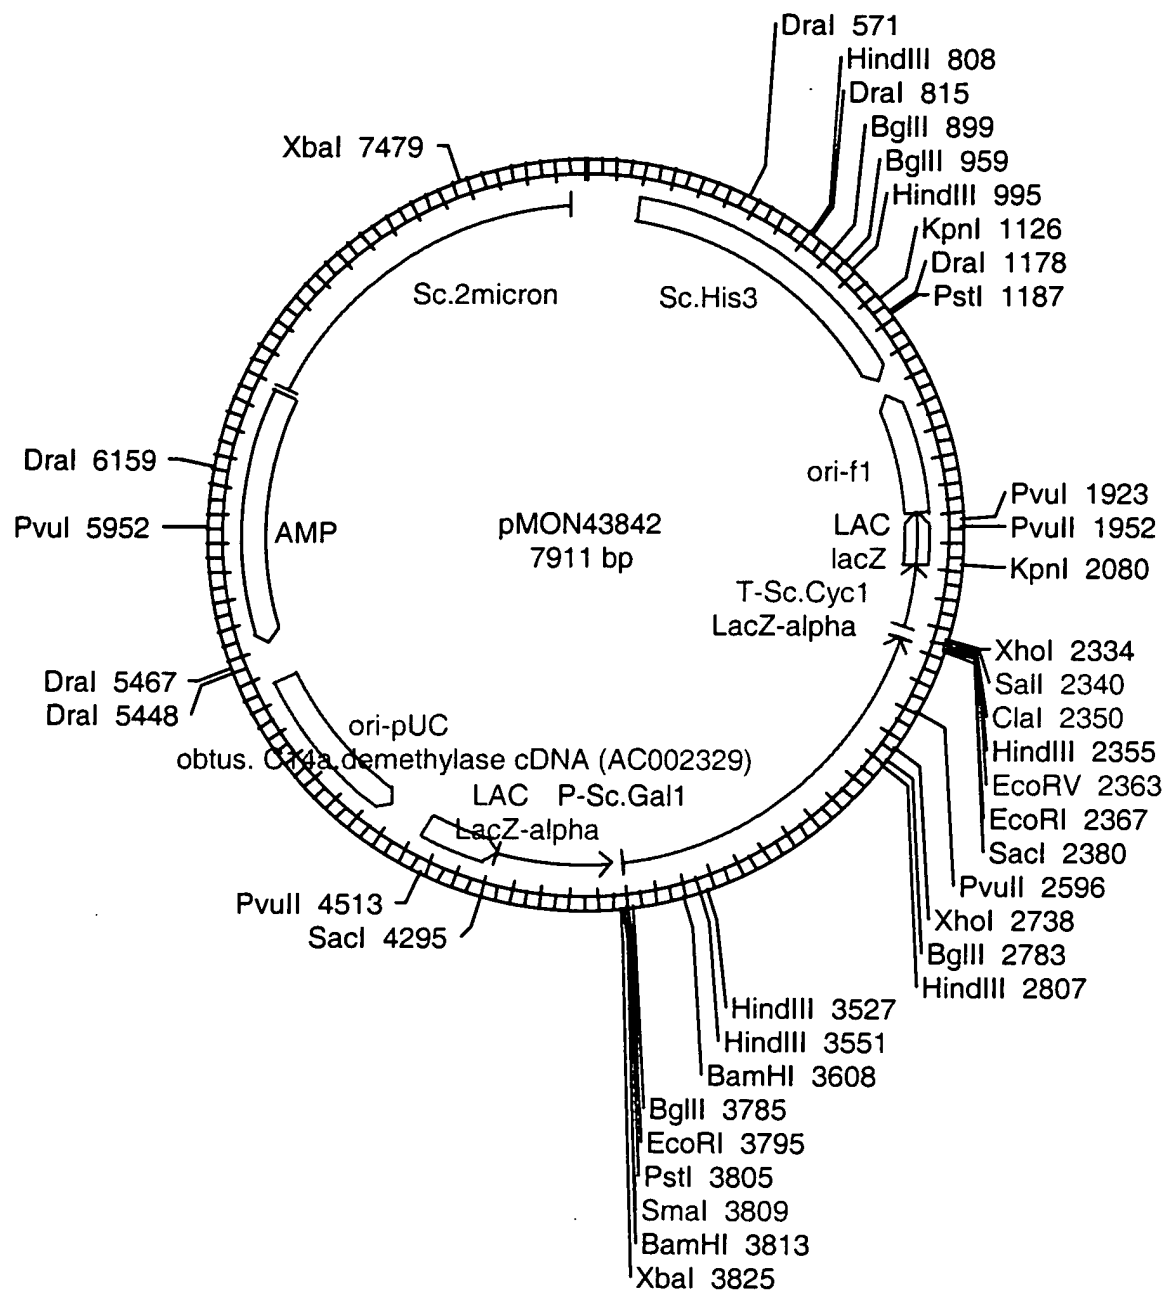 DraI 571
HindIII 808
DraI 815
BglII 899
BglII 959
HindIII 995
KpnI 1126
DraI 1178
PstI 1187
XbaI 7479
Sc.2micron
Sc.His3
DraI 6159
PvuI 5952
AMP
pMON43842
7911 bp
ori-f1
LAC
lacZ
T-Sc.Cyc1
LacZ-alpha
PvuI 1923
PvuII 1952
KpnI 2080
XhoI 2334
SalI 2340
ClaI 2350
HindIII 2355
EcoRV 2363
EcoRI 2367
SacI 2380
PvuII 2596
XhoI 2738
BglII 2783
HindIII 2807
DraI 5467
DraI 5448
ori-pUC
obtus. C14a.demethylase cDNA (AC002329)
LAC P-Sc.Gal1
LacZ-alpha
PvuII 4513
SacI 4295
HindIII 3527
HindIII 3551
BamHI 3608
BglII 3785
EcoRI 3795
PstI 3805
SmaI 3809
BamHI 3813
XbaI 3825